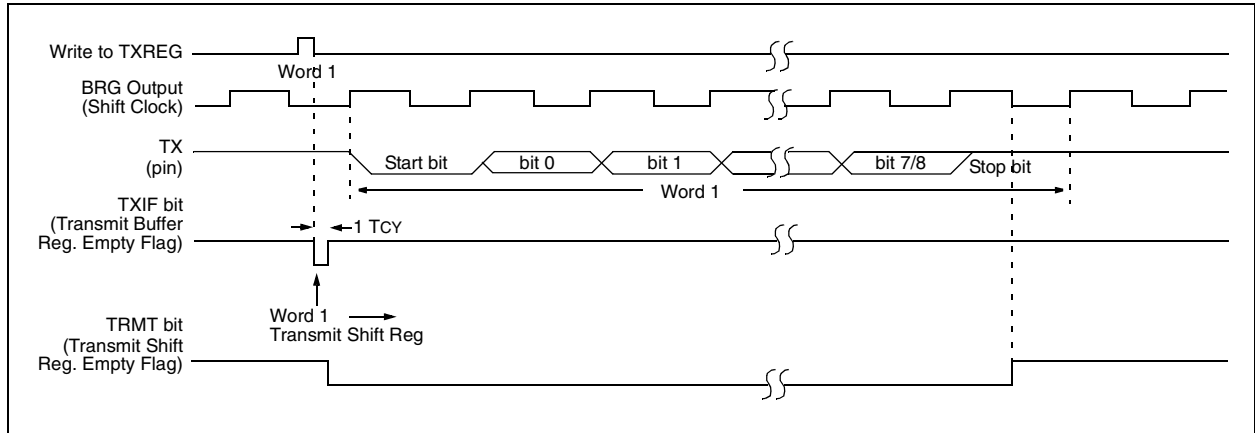 Write to TXREG
Word 1
BRG Output
(Shift Clock)
TX
(pin)
Start bit
bit 0
bit 1
bit 7/8
Stop bit
Word 1
TXIF bit
(Transmit Buffer
Reg. Empty Flag)
1 TCY
Word 1
Transmit Shift Reg
TRMT bit
(Transmit Shift
Reg. Empty Flag)